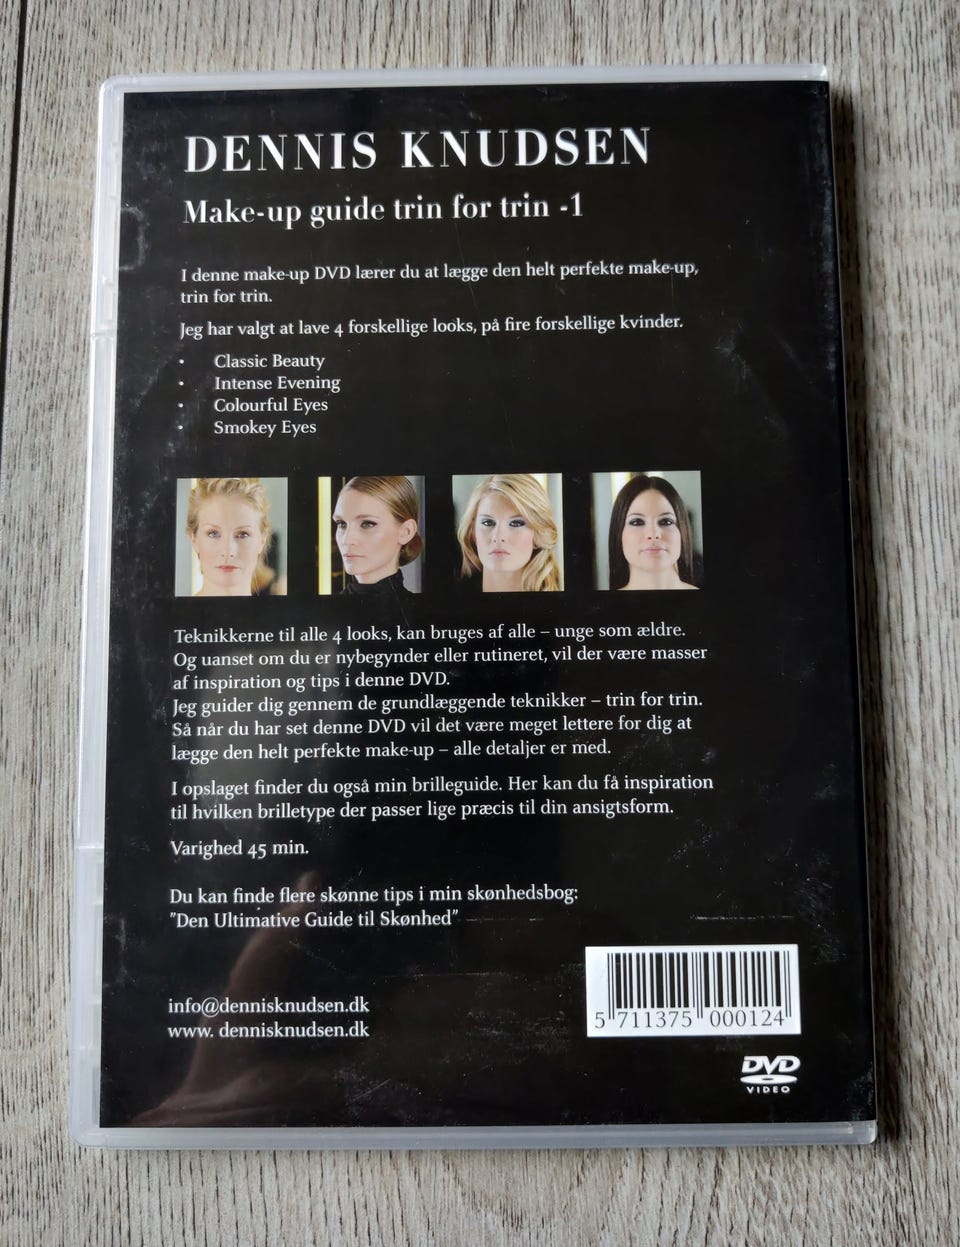 DENNIS KNUDSEN
Make-up guide trin for trin -1
I denne make-up DVD lærer du at lægge den helt perfekte make-up,
trin for trin.
Jeg har valgt at lave 4 forskellige looks, på fire forskellige kvinder.
• Classic Beauty
• Intense Evening
• Colourful Eyes
• Smokey Eyes
Teknikkerne til alle 4 looks, kan bruges af alle – unge som ældre.
Og uanset om du er nybegynder eller rutineret, vil der være masser
af inspiration og tips i denne DVD.
Jeg guider dig gennem de grundlæggende teknikker – trin for trin.
Så når du har set denne DVD vil det være meget lettere for dig at
lægge den helt perfekte make-up – alle detaljer er med.
I opslaget finder du også min brilleguide. Her kan du få inspiration
til hvilken brilletype der passer lige præcis til din ansigtsform.
Varighed 45 min.
Du kan finde flere skønne tips i min skønhedsbog:
"Den Ultimative Guide til Skønhed"
info@dennisknudsen.dk
www. dennisknudsen.dk
5 711375 000124
DVD
VIDEO